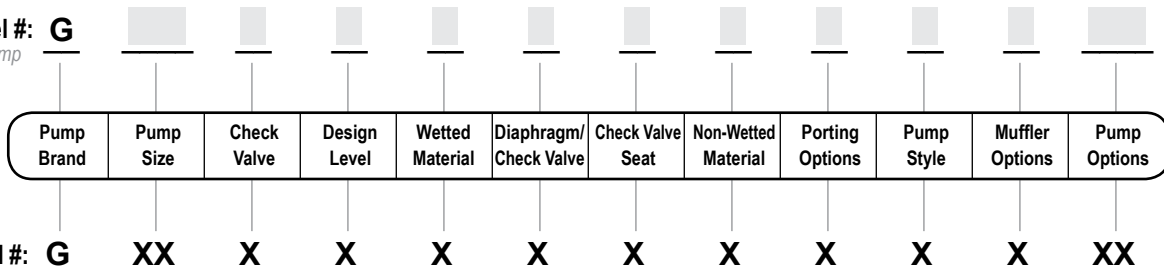 el #: G
mp
Pump Brand
Pump Size
Check Valve
Design Level
Wetted Material
Diaphragm/ Check Valve
Check Valve Seat
Non-Wetted Material
Porting Options
Pump Style
Muffler Options
Pump Options
l #: G XX X X X X X X X X X XX